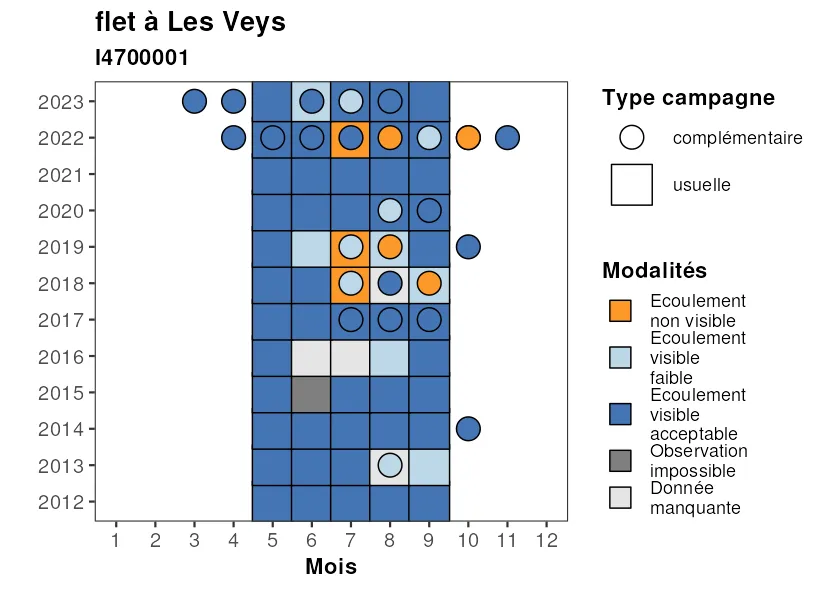 flet à Les Veys
I4700001
2023
2022
2021
2020
2019
2018
2017
2016
2015
2014
2013
2012
1 2 3 4 5 6 7 8 9 10 11 12
Mois
Type campagne
complémentaire
usuelle
Modalités
Ecoulement
non visible
Ecoulement
visible
faible
Ecoulement
visible
acceptable
Observation
impossible
Donnée
manquante